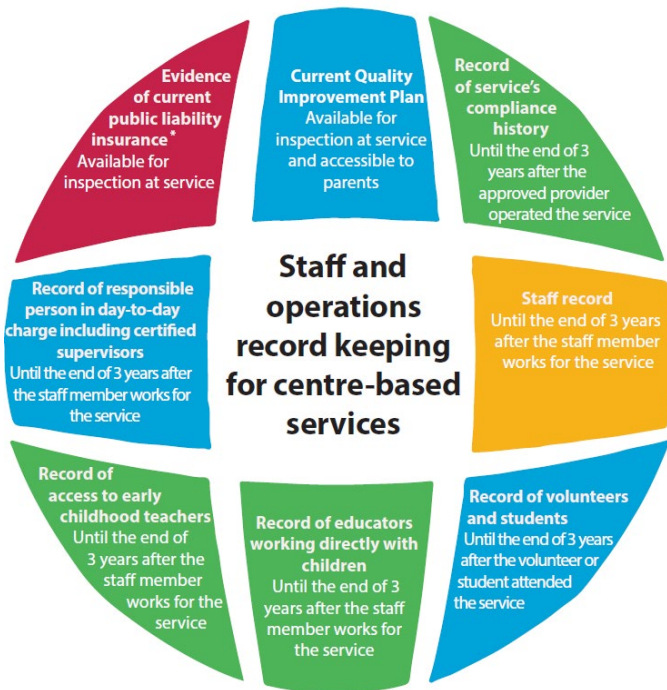 Evidence
of current
public liability
insurance*
Available for
inspection at service
Current Quality
Improvement Plan
Available for
inspection at service
and accessible to
parents
Record
of service's
compliance
history
Until the end of 3
years after the
approved provider
operated the service
Record of responsible
person in day-to-day
charge including certified
supervisors
Until the end of 3 years after
the staff member works for
the service
Staff and
operations
record keeping
for centre-based
services
Staff record
Until the end of 3 years
after the staff member
works for the service
Record of
access to early
childhood teachers
Until the end of
3 years after the
staff member
works for the
service
Record of educators
working directly with
children
Until the end of 3
years after the staff
member works for
the service
Record of volunteers
and students
Until the end of 3 years
after the volunteer or
student attended
the service